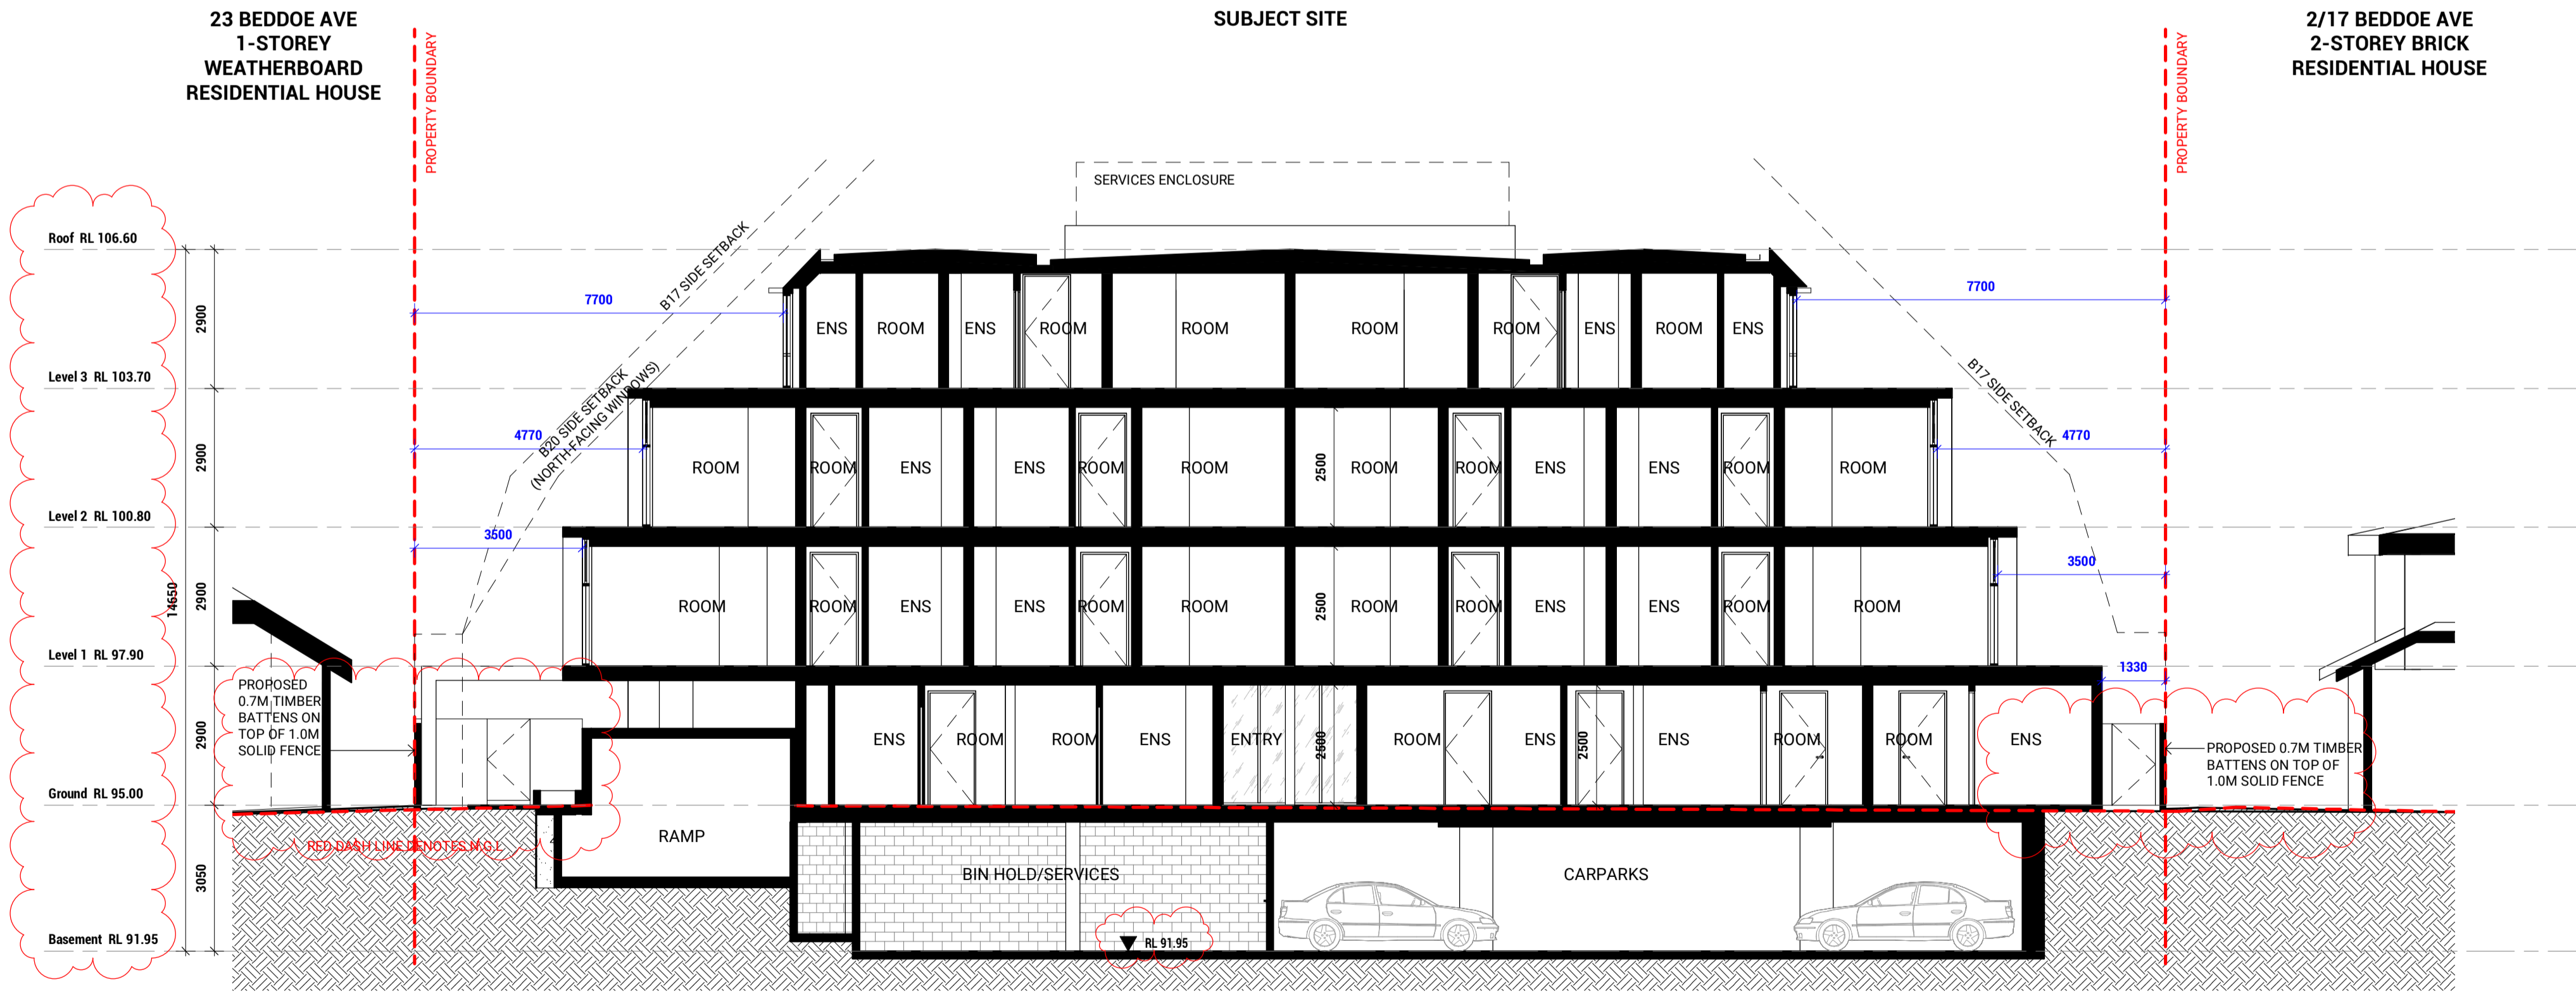 23 BEDDOE AVE
1-STOREY
WEATHERBOARD
RESIDENTIAL HOUSE
SUBJECT SITE
2/17 BEDDOE AVE
2-STOREY BRICK
RESIDENTIAL HOUSE
PROPERTY BOUNDARY
PROPERTY BOUNDARY
SERVICES ENCLOSURE
Roof RL 106.60
B17 SIDE SETBACK
7700
7700
2900
ENS ROOM ENS ROOM ROOM ROOM ROOM ENS ROOM ENS
Level 3 RL 103.70
B20 SIDE SETBACK
(NORTH-FACING WINDOWS)
B17 SIDE SETBACK
4770
4770
2900
ROOM ROOM ENS ENS ROOM ROOM 2500 ROOM ROOM ENS ENS ROOM ROOM
Level 2 RL 100.80
3500
3500
14650
2900
ROOM ROOM ENS ENS ROOM ROOM 2500 ROOM ROOM ENS ENS ROOM ROOM
Level 1 RL 97.90
1330
PROPOSED
0.7M TIMBER
BATTENS ON
TOP OF 1.0M
SOLID FENCE
2900
ENS ROOM ROOM ENS ENTRY 2500 ROOM ENS 2500 ENS ROOM ROOM ENS
PROPOSED 0.7M TIMBER
BATTENS ON TOP OF
1.0M SOLID FENCE
Ground RL 95.00
RED DASH LINE DENOTES N.G.L
RAMP
3050
BIN HOLD/SERVICES
CARPARKS
Basement RL 91.95
RL 91.95